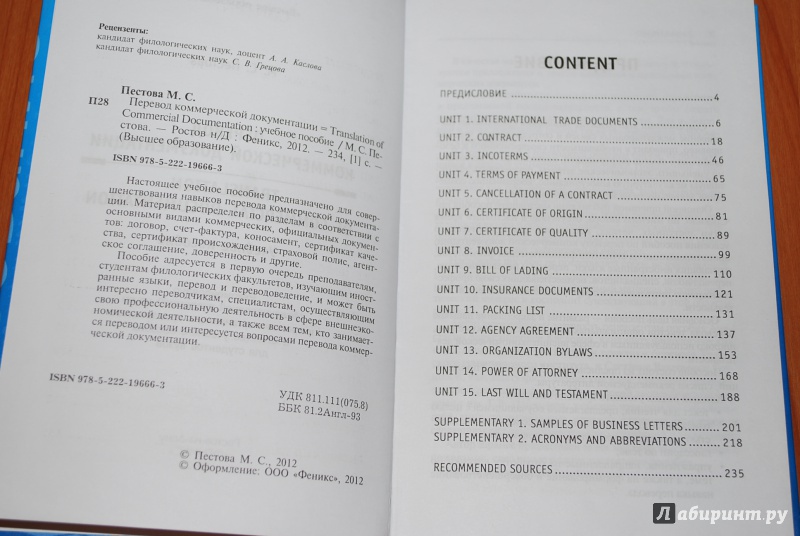 Рецензенты:
кандидат филологических наук, доцент А. А. Каслова
кандидат филологических наук С. В. Грецова
Пестова М. С.
П28 Перевод коммерческой документации = Translation of
Commercial Documentation : учебное пособие / М. С. Пе-
стова. — Ростов н/Д : Феникс, 2012. — 234, [1] с. —
(Высшее образование).
ISBN 978-5-222-19666-3
Настоящее учебное пособие предназначено для совер-
шенствования навыков перевода коммерческой документа-
ции. Материал распределен по разделам в соответствии с
основными видами коммерческих, официальных докумен-
тов: договор, счет-фактура, коносамент, сертификат каче-
ства, сертификат происхождения, страховой полис, агент-
ское соглашение, доверенность и другие.
Пособие адресуется в первую очередь преподавателям,
студентам филологических факультетов, изучающим иност-
ранные языки, перевод и переводоведение, и может быть
интересно переводчикам, специалистам, осуществляющим
свою профессиональную деятельность в сфере внешнеэко-
номической деятельности, а также всем тем, кто занимает-
ся переводом или интересуется вопросами перевода коммер-
ческой документации.
ISBN 978-5-222-19666-3
УДК 811.111(075.8)
ББК 81.2Англ-93
© Пестова М. С., 2012
© Оформление: ООО «Феникс», 2012
CONTENT
ПРЕДИСЛОВИЕ 4
UNIT 1. INTERNATIONAL TRADE DOCUMENTS 6
UNIT 2. CONTRACT 18
UNIT 3. INCOTERMS 46
UNIT 4. TERMS OF PAYMENT 65
UNIT 5. CANCELLATION OF A CONTRACT 75
UNIT 6. CERTIFICATE OF ORIGIN 81
UNIT 7. CERTIFICATE OF QUALITY 89
UNIT 8. INVOICE 99
UNIT 9. BILL OF LADING 110
UNIT 10. INSURANCE DOCUMENTS 121
UNIT 11. PACKING LIST 131
UNIT 12. AGENCY AGREEMENT 137
UNIT 13. ORGANIZATION BYLAWS 153
UNIT 14. POWER OF ATTORNEY 168
UNIT 15. LAST WILL AND TESTAMENT 188
SUPPLEMENTARY 1. SAMPLES OF BUSINESS LETTERS 201
SUPPLEMENTARY 2. ACRONYMS AND ABBREVIATIONS 218
RECOMMENDED SOURCES 235
Лабиринт.ру